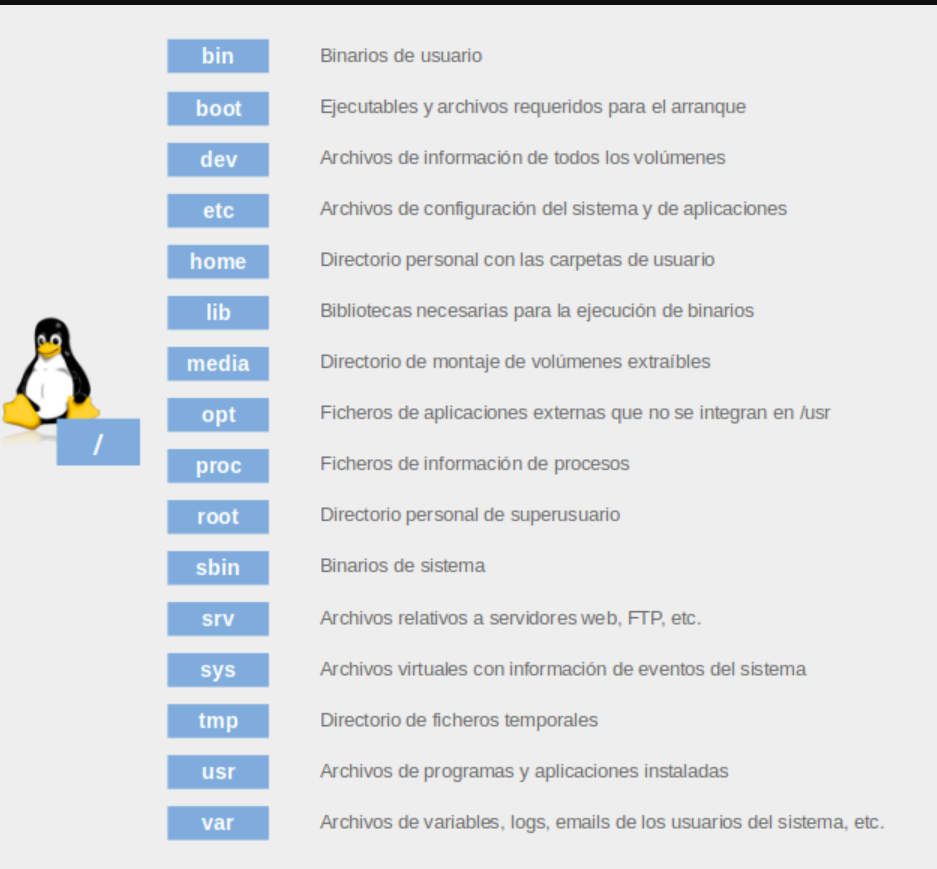 bin Binarios de usuario
boot Ejecutables y archivos requeridos para el arranque
dev Archivos de información de todos los volúmenes
etc Archivos de configuración del sistema y de aplicaciones
home Directorio personal con las carpetas de usuario
lib Bibliotecas necesarias para la ejecución de binarios
media Directorio de montaje de volúmenes extraíbles
opt Ficheros de aplicaciones externas que no se integran en /usr
/
proc Ficheros de información de procesos
root Directorio personal de superusuario
sbin Binarios de sistema
srv Archivos relativos a servidores web, FTP, etc.
sys Archivos virtuales con información de eventos del sistema
tmp Directorio de ficheros temporales
usr Archivos de programas y aplicaciones instaladas
var Archivos de variables, logs, emails de los usuarios del sistema, etc.